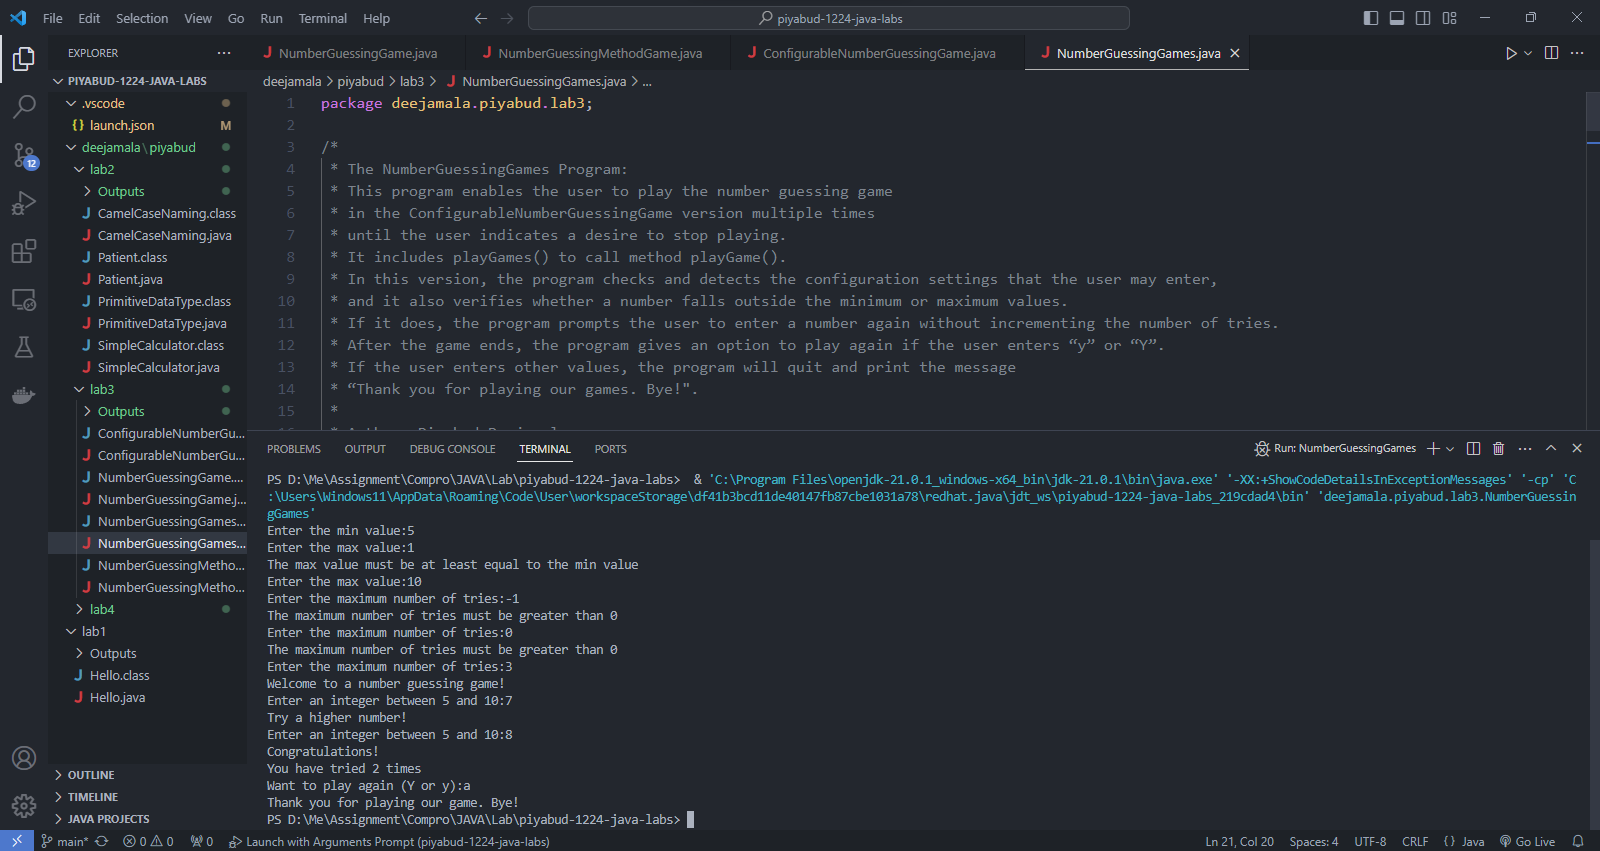 File Edit Selection View Go Run Terminal Help
piyabud-1224-java-labs
EXPLORER
PIYABUD-1224-JAVA-LABS
.vscode
launch.json M
deejamala\piyabud
lab2
Outputs
CamelCaseNaming.class
CamelCaseNaming.java
Patient.class
Patient.java
PrimitiveDataType.class
PrimitiveDataType.java
SimpleCalculator.class
SimpleCalculator.java
lab3
Outputs
ConfigurableNumberGu...
ConfigurableNumberGu...
NumberGuessingGame....
NumberGuessingGame.j...
NumberGuessingGames...
NumberGuessingGames...
NumberGuessingMetho...
NumberGuessingMetho...
lab4
lab1
Outputs
Hello.class
Hello.java
OUTLINE
TIMELINE
JAVA PROJECTS
12
NumberGuessingGame.java NumberGuessingMethodGame.java ConfigurableNumberGuessingGame.java NumberGuessingGames.java
deejamala > piyabud > lab3 > NumberGuessingGames.java > ...
1 package deejamala.piyabud.lab3;
2
3 /*
4 * The NumberGuessingGames Program:
5 * This program enables the user to play the number guessing game
6 * in the ConfigurableNumberGuessingGame version multiple times
7 * until the user indicates a desire to stop playing.
8 * It includes playGames() to call method playGame().
9 * In this version, the program checks and detects the configuration settings that the user may enter,
10 * and it also verifies whether a number falls outside the minimum or maximum values.
11 * If it does, the program prompts the user to enter a number again without incrementing the number of tries.
12 * After the game ends, the program gives an option to play again if the user enters “y” or “Y”.
13 * If the user enters other values, the program will quit and print the message
14 * “Thank you for playing our games. Bye!".
15 *
PROBLEMS OUTPUT DEBUG CONSOLE TERMINAL PORTS
Run: NumberGuessingGames
PS D:\Me\Assignment\Compro\JAVA\Lab\piyabud-1224-java-labs> & 'C:\Program Files\openjdk-21.0.1_windows-x64_bin\jdk-21.0.1\bin\java.exe' '-XX:+ShowCodeDetailsInExceptionMessages' '-cp' 'C
:\Users\Windows11\AppData\Roaming\Code\User\workspaceStorage\df41b3bcd11de40147fb87cbe1031a78\redhat.java\jdt_ws\piyabud-1224-java-labs_219cdad4\bin' 'deejamala.piyabud.lab3.NumberGuessin
gGames'
Enter the min value:5
Enter the max value:1
The max value must be at least equal to the min value
Enter the max value:10
Enter the maximum number of tries:-1
The maximum number of tries must be greater than 0
Enter the maximum number of tries:0
The maximum number of tries must be greater than 0
Enter the maximum number of tries:3
Welcome to a number guessing game!
Enter an integer between 5 and 10:7
Try a higher number!
Enter an integer between 5 and 10:8
Congratulations!
You have tried 2 times
Want to play again (Y or y):a
Thank you for playing our game. Bye!
PS D:\Me\Assignment\Compro\JAVA\Lab\piyabud-1224-java-labs>
main* 0 0 0 Launch with Arguments Prompt (piyabud-1224-java-labs) Ln 21, Col 20 Spaces: 4 UTF-8 CRLF {} Java Go Live